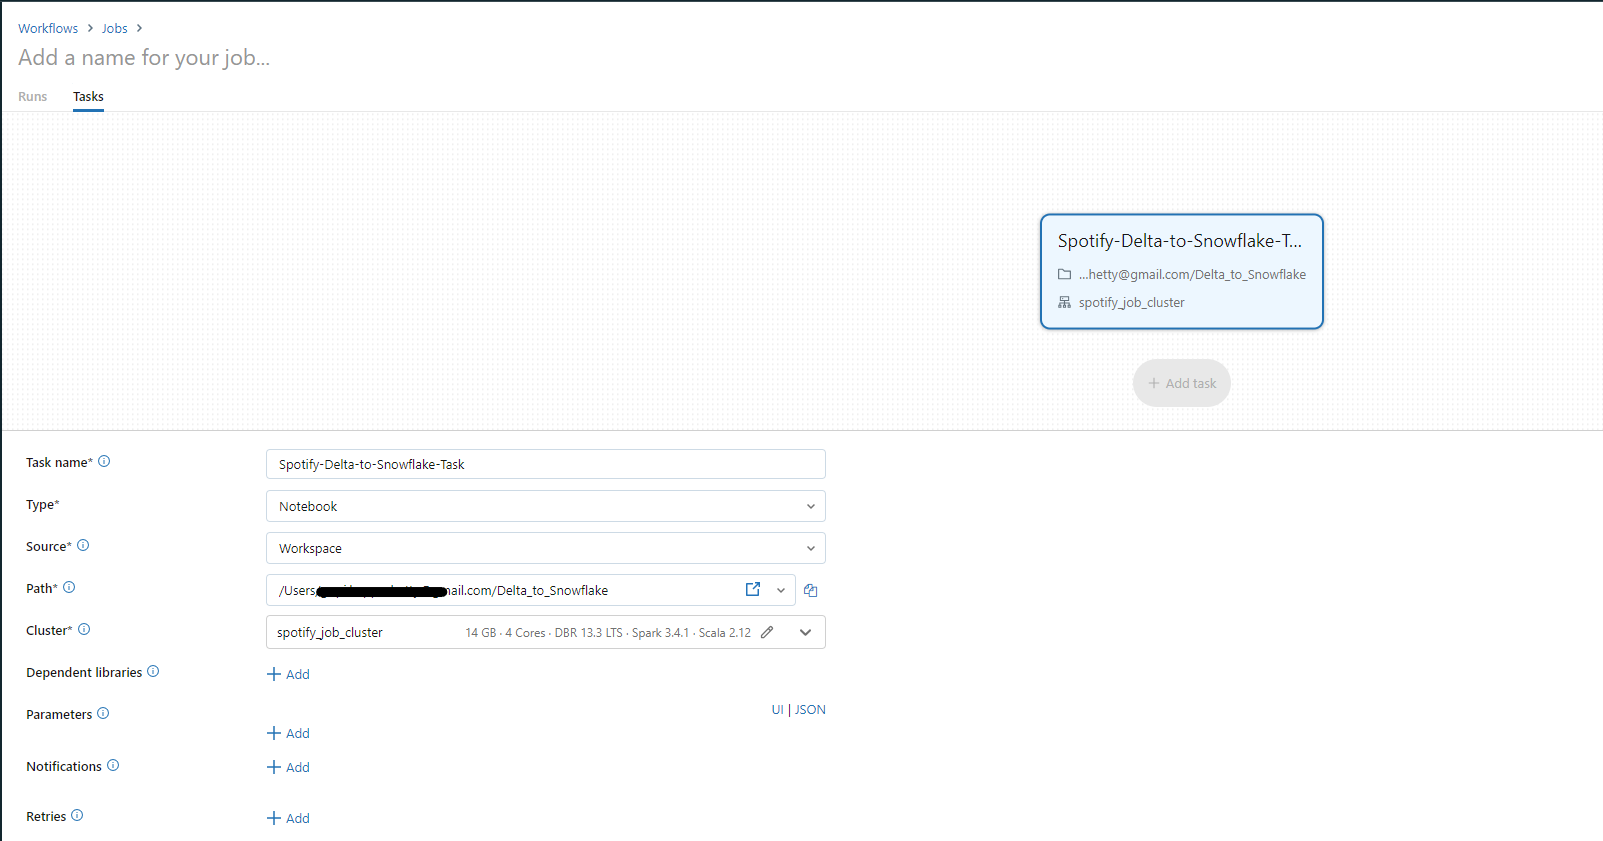 Workflows > Jobs >
Add a name for your job...
Runs Tasks
Spotify-Delta-to-Snowflake-T...
...hetty@gmail.com/Delta_to_Snowflake
spotify_job_cluster
+ Add task
Task name* Spotify-Delta-to-Snowflake-Task
Type* Notebook
Source* Workspace
Path* /Users/ mail.com/Delta_to_Snowflake
Cluster* spotify_job_cluster 14 GB · 4 Cores · DBR 13.3 LTS · Spark 3.4.1 · Scala 2.12
Dependent libraries + Add
Parameters UI | JSON
+ Add
Notifications + Add
Retries + Add